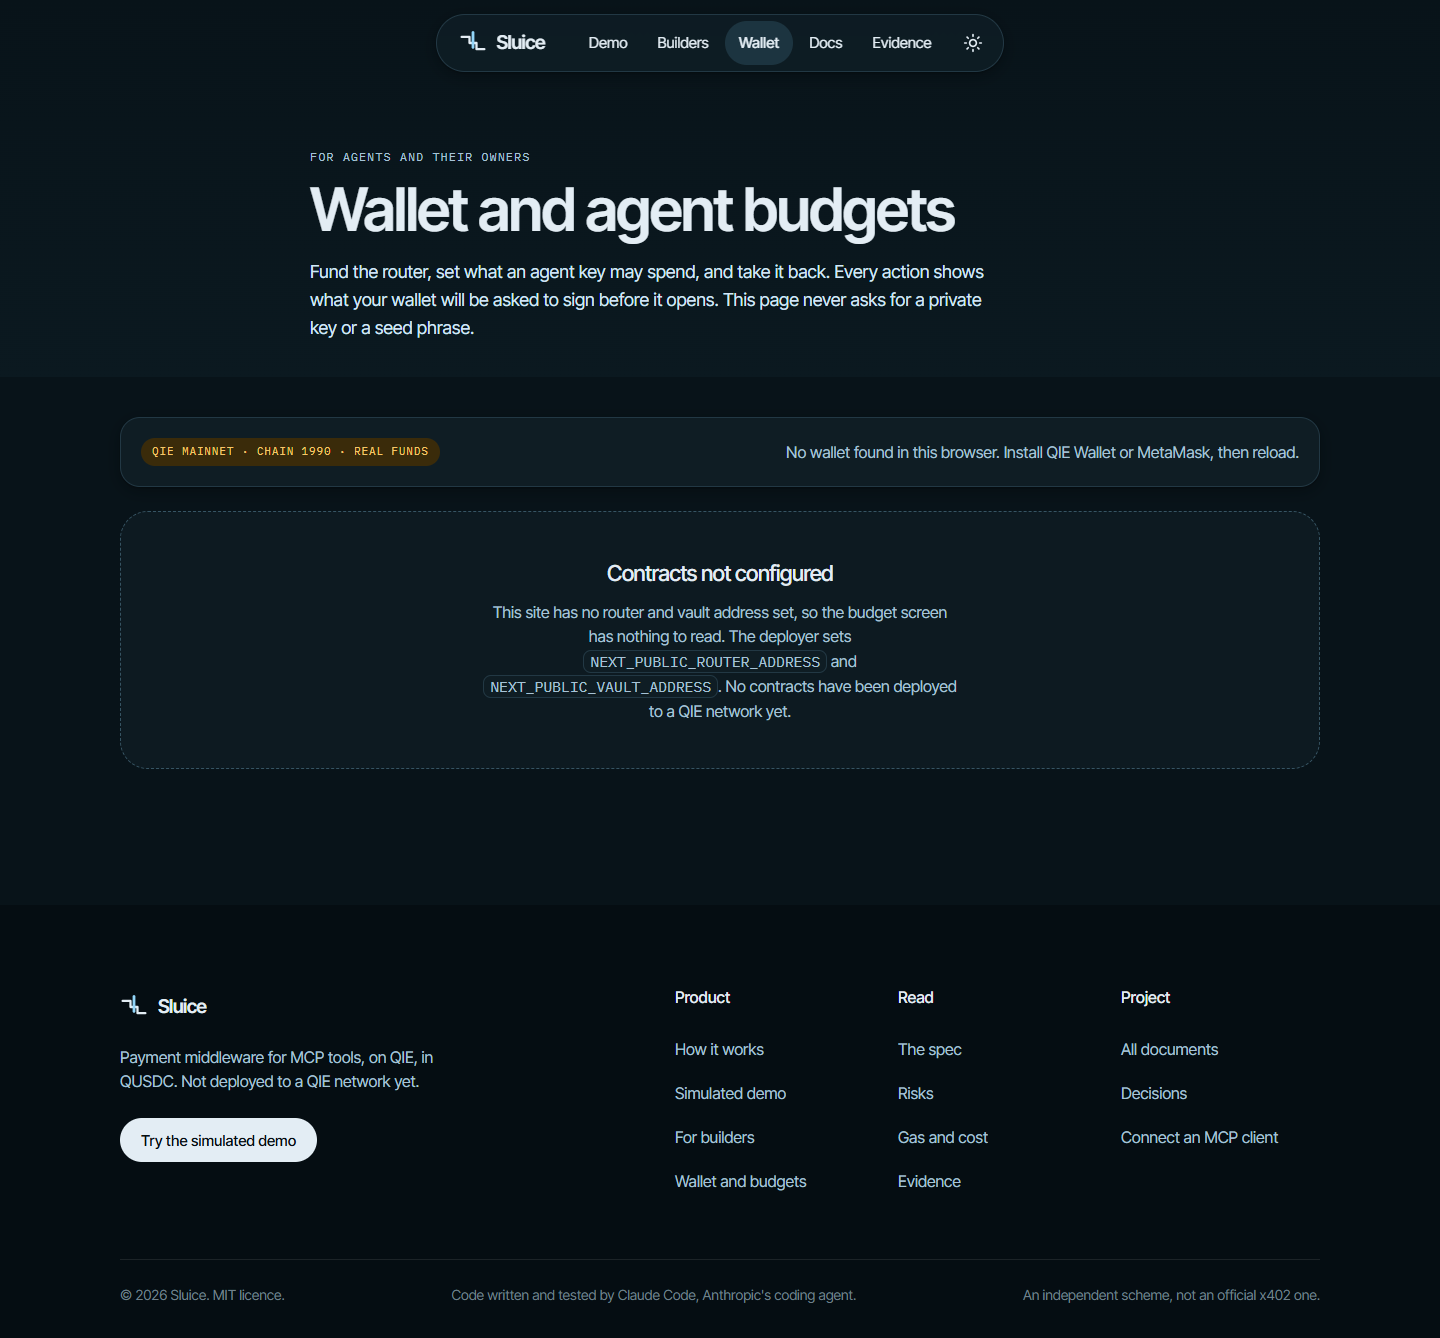 Sluice
Demo
Builders
Wallet
Docs
Evidence
FOR AGENTS AND THEIR OWNERS
Wallet and agent budgets
Fund the router, set what an agent key may spend, and take it back. Every action shows
what your wallet will be asked to sign before it opens. This page never asks for a private
key or a seed phrase.
QIE MAINNET · CHAIN 1990 · REAL FUNDS
No wallet found in this browser. Install QIE Wallet or MetaMask, then reload.
Contracts not configured
This site has no router and vault address set, so the budget screen
has nothing to read. The deployer sets
NEXT_PUBLIC_ROUTER_ADDRESS and
NEXT_PUBLIC_VAULT_ADDRESS. No contracts have been deployed
to a QIE network yet.
Sluice
Payment middleware for MCP tools, on QIE, in
QUSDC. Not deployed to a QIE network yet.
Try the simulated demo
Product
How it works
Simulated demo
For builders
Wallet and budgets
Read
The spec
Risks
Gas and cost
Evidence
Project
All documents
Decisions
Connect an MCP client
© 2026 Sluice. MIT licence.
Code written and tested by Claude Code, Anthropic's coding agent.
An independent scheme, not an official x402 one.